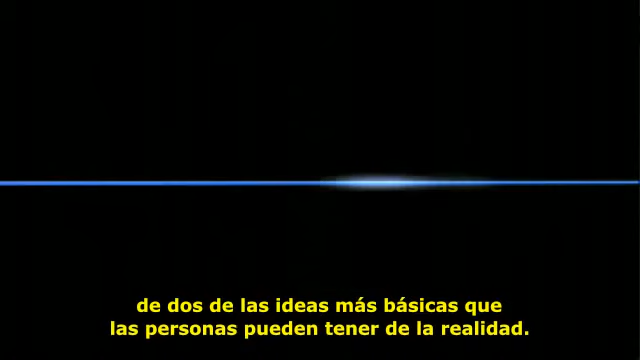 de dos de las ideas más básicas que
las personas pueden tener de la realidad.